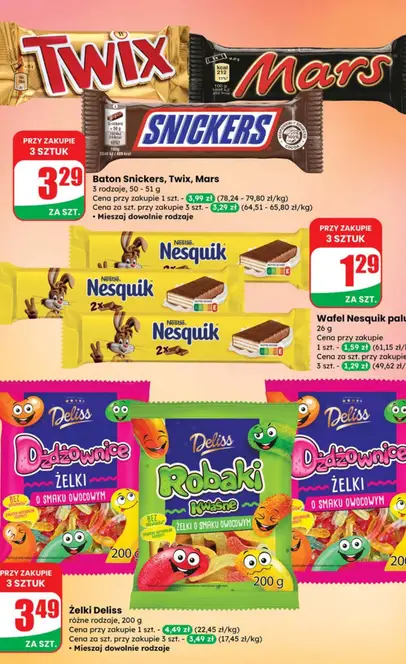 TWIX
Mars
SNICKERS
PRZY ZAKUPIE
3 SZTUK
3 29
ZA SZT.
Baton Snickers, Twix, Mars
3 rodzaje, 50 - 51 g
Cena przy zakupie 1 szt. - 3,99 zł (78,24 - 79,80 zł/kg)
Cena za szt. przy zakupie 3 szt. - 3,29 zł (64,51 - 65,80 zł/kg)
• Mieszaj dowolnie rodzaje
PRZY ZAKUPIE
3 SZTUK
1 29
ZA SZT.
Nestlé
Nesquik
2x
Nestlé
Nesquik
2x
Nestlé
Nesquik
2x
Wafel Nesquik palu
26 g
Cena przy zakupie
1 szt. - 1,59 zł (61,15 zł/
Cena za szt. przy zakupie
3 szt. - 1,29 zł (49,62 zł/
Deliss
Dżdżownice
ŻELKI
O SMAKU OWOCOWYM
200 g
Deliss
Robaki
Kwaśne
ŻELKI O SMAKU OWOCOWYM
200 g
Deliss
Dżdżownice
ŻELKI
O SMAKU OWOCOWYM
200
PRZY ZAKUPIE
3 SZTUK
3 49
ZA SZT.
Żelki Deliss
różne rodzaje, 200 g
Cena przy zakupie 1 szt. - 4,49 zł (22,45 zł/kg)
Cena za szt. przy zakupie 3 szt. - 3,49 zł (17,45 zł/kg)
• Mieszaj dowolnie rodzaje